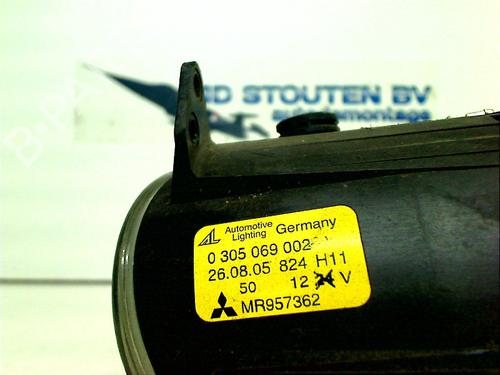 STOUTEN BV
Automotive
Lighting
Germany
0 305 069 002
26.08.05 824 H11
50 12 V
MR957362